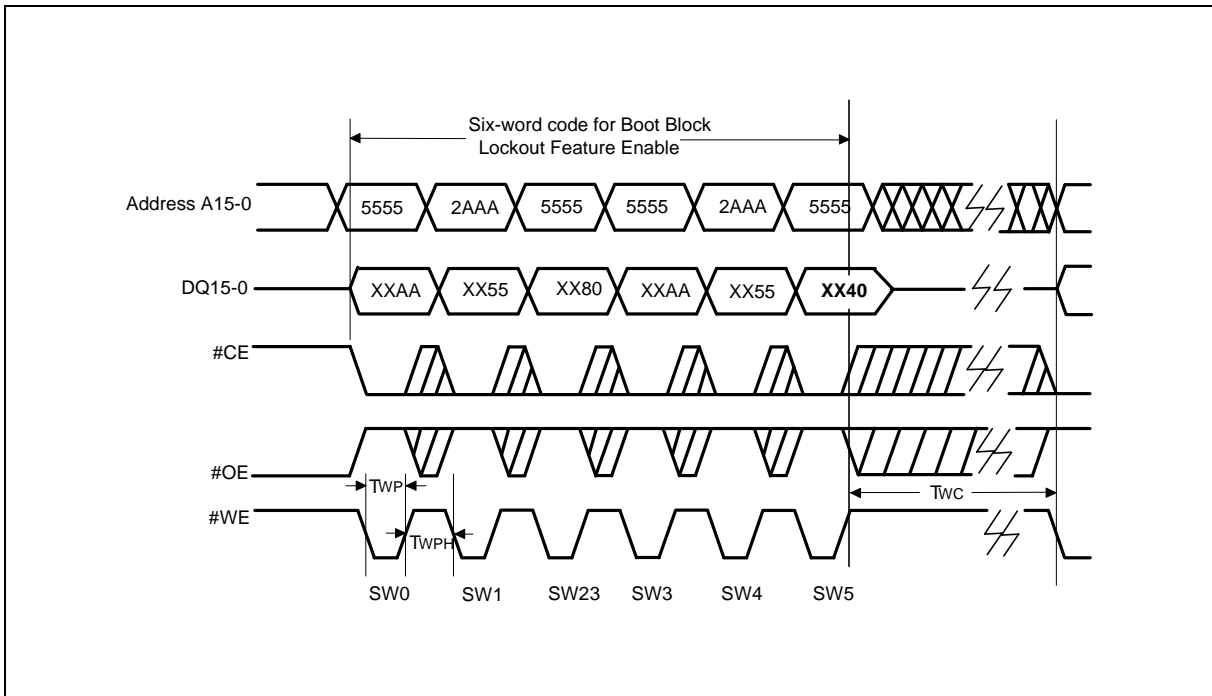 Six-word code for Boot Block
Lockout Feature Enable
Address A15-0
5555 2AAA 5555 5555 2AAA 5555
DQ15-0
XXAA XX55 XX80 XXAA XX55 XX40
#CE
#OE
TWP
TWC
#WE
TWPH
SW0 SW1 SW23 SW3 SW4 SW5